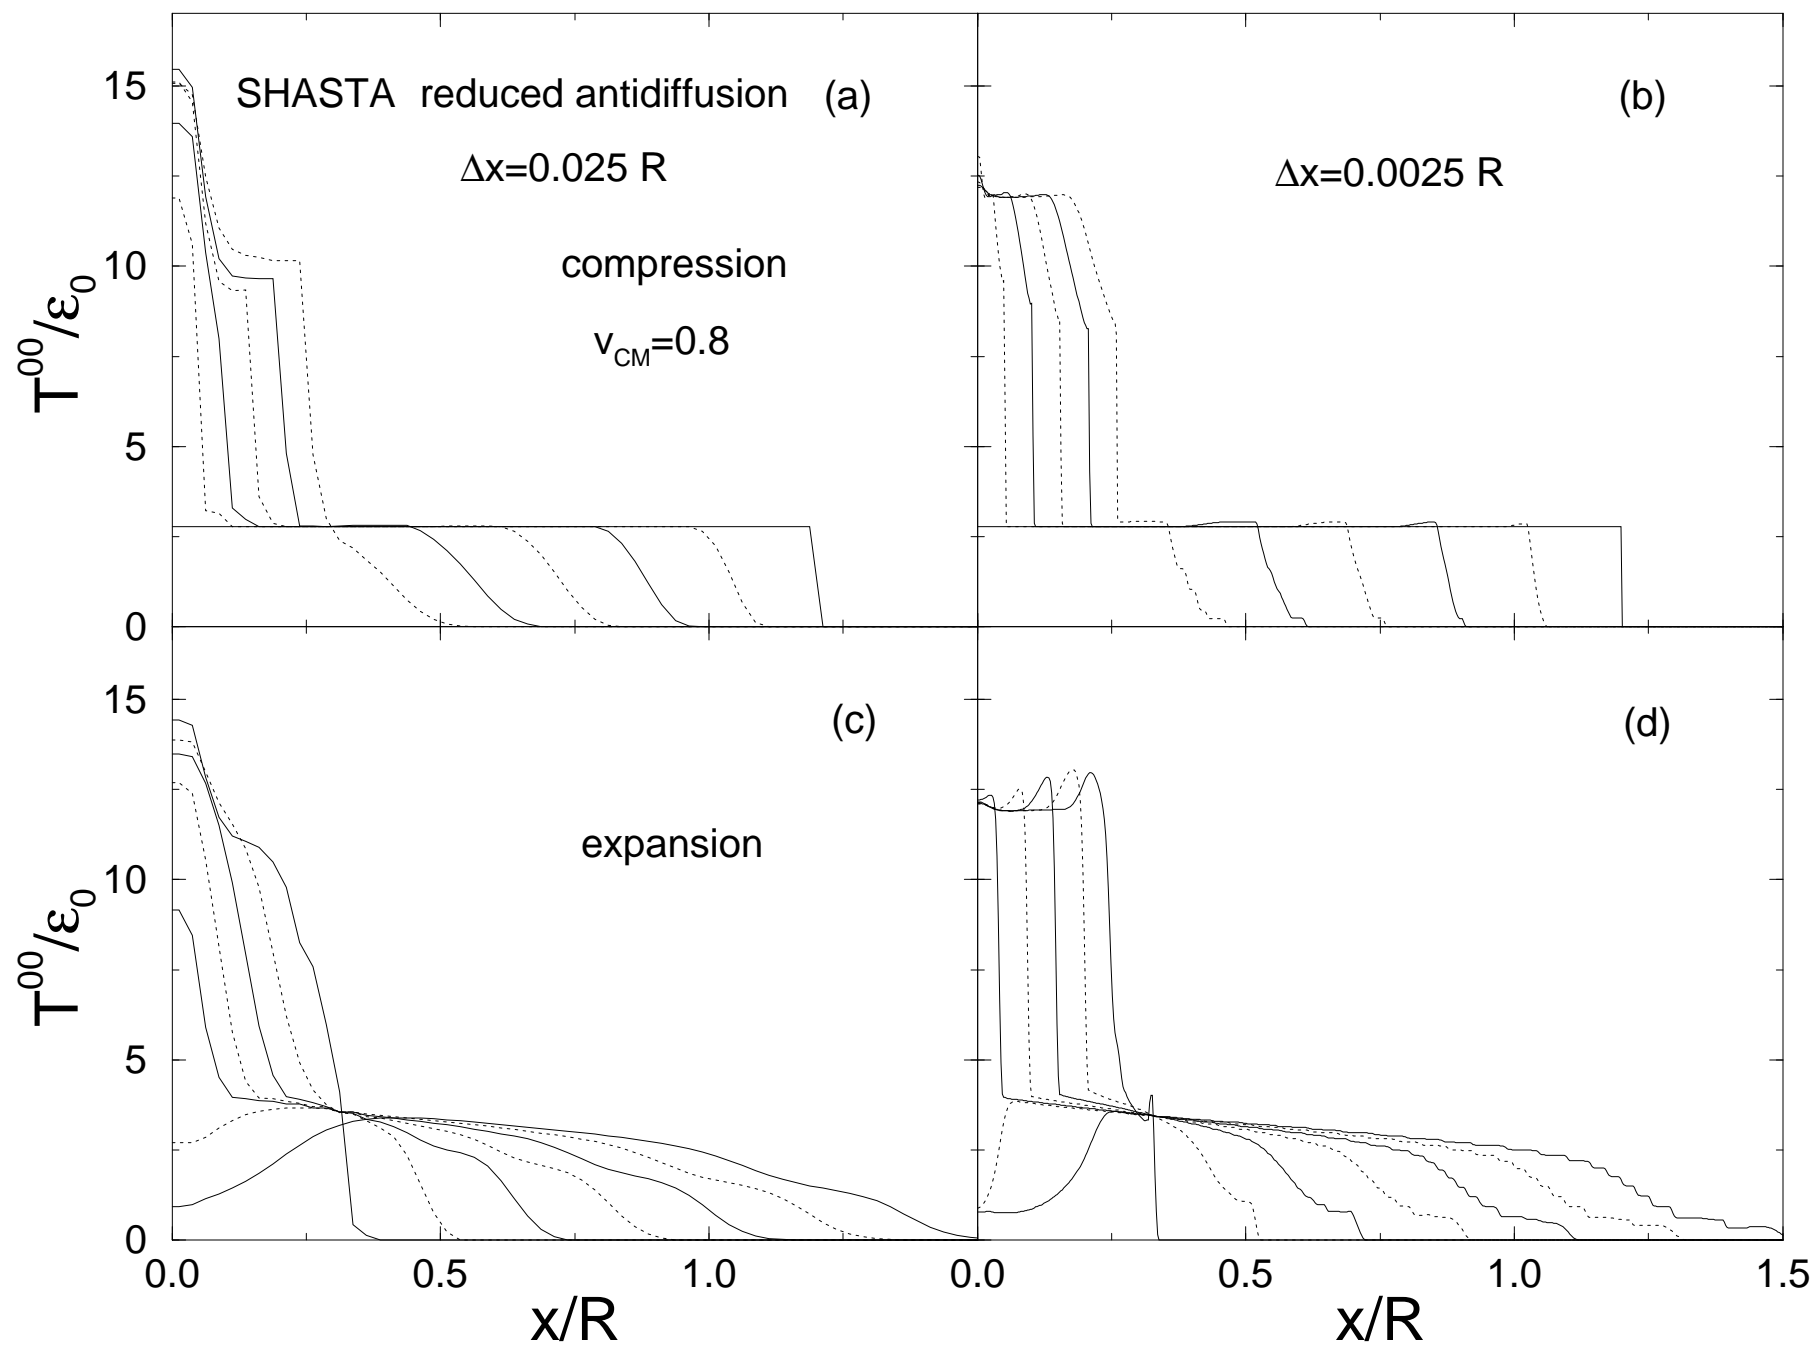 SHASTA reduced antidiffusion (a)
Δx=0.025 R
compression
v_CM=0.8
15
10
5
0
T^00/ε_0
(b)
Δx=0.0025 R
(c)
expansion
15
10
5
0
T^00/ε_0
(d)
0.0 0.5 1.0 0.0 0.5 1.0 1.5
x/R x/R